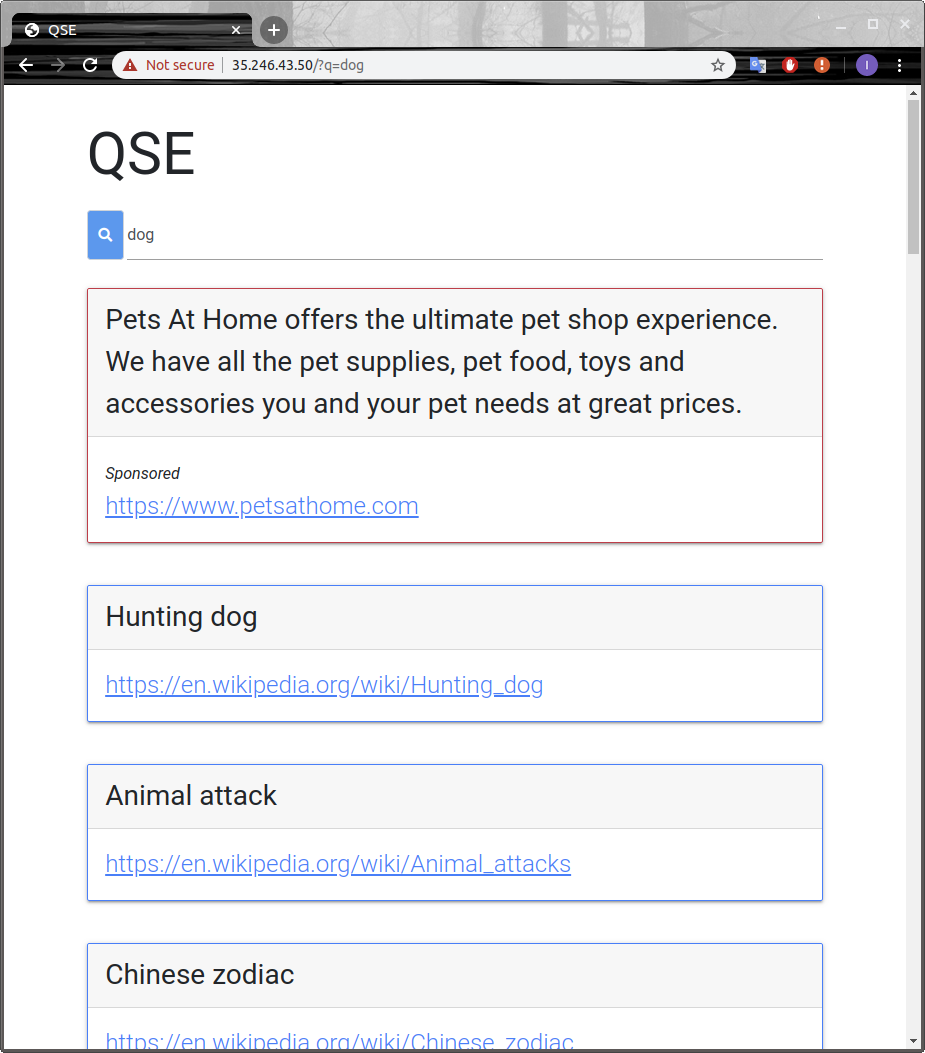 QSE
Not secure
35.246.43.50/?q=dog
I
QSE
dog
Pets At Home offers the ultimate pet shop experience.
We have all the pet supplies, pet food, toys and
accessories you and your pet needs at great prices.
Sponsored
https://www.petsathome.com
Hunting dog
https://en.wikipedia.org/wiki/Hunting_dog
Animal attack
https://en.wikipedia.org/wiki/Animal_attacks
Chinese zodiac
https://en.wikipedia.org/wiki/Chinese_zodiac